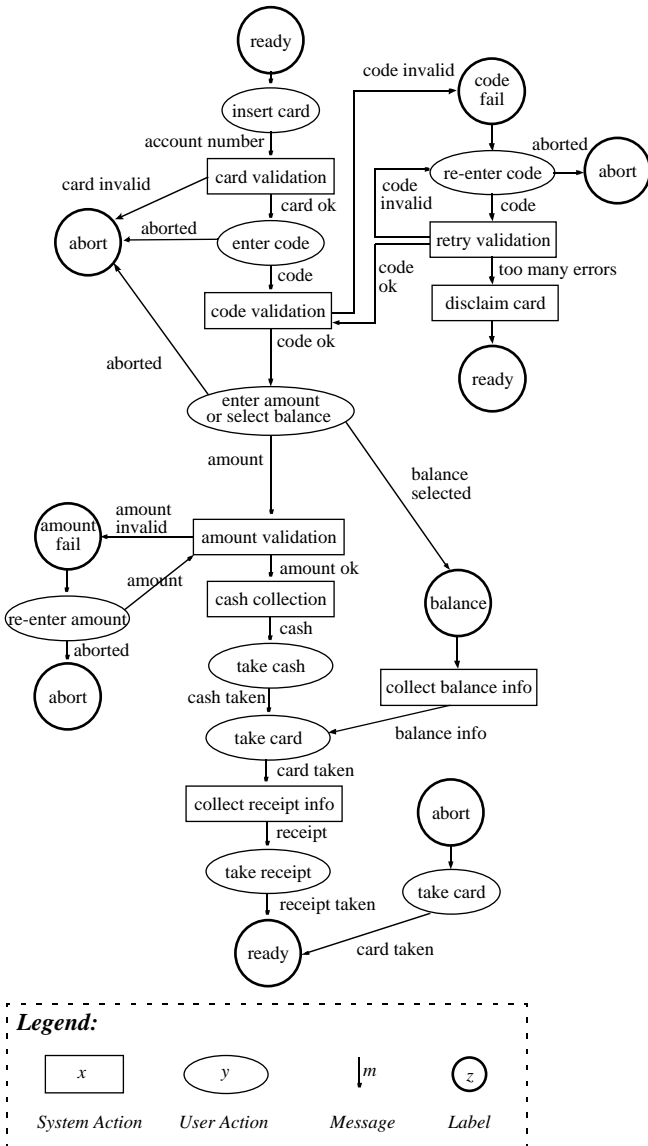 ready
code invalid
code
fail
insert card
account number
aborted
card validation
re-enter code
abort
card invalid
card ok
code
invalid
code
abort
aborted
enter code
retry validation
code
code
ok
too many errors
code validation
disclaim card
code ok
aborted
ready
enter amount
or select balance
amount
balance
selected
amount
fail
amount
invalid
amount validation
amount
amount ok
re-enter amount
cash collection
balance
aborted
cash
abort
take cash
collect balance info
cash taken
take card
balance info
card taken
collect receipt info
abort
receipt
take receipt
take card
receipt taken
ready
card taken
Legend:
x
y
m
z
System Action
User Action
Message
Label